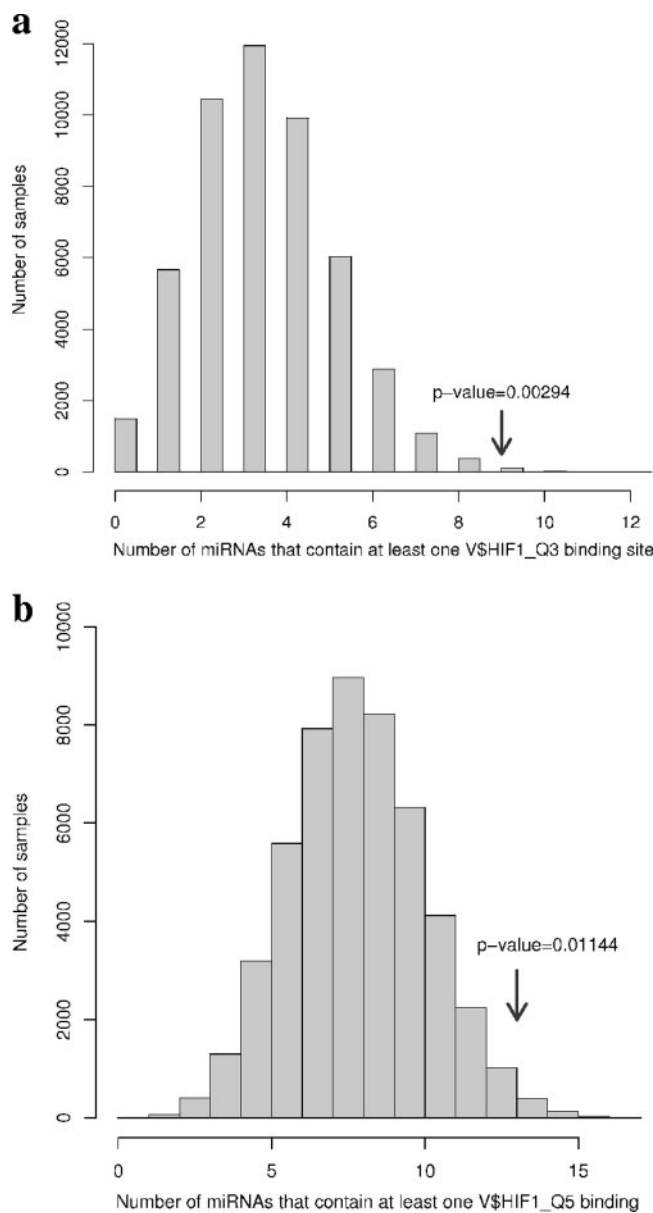 a
12000
10000
8000
6000
4000
2000
0
Number of samples
p-value=0.00294
0 2 4 6 8 10 12
Number of miRNAs that contain at least one V$HIF1_Q3 binding site
b
10000
8000
6000
4000
2000
0
Number of samples
p-value=0.01144
0 5 10 15
Number of miRNAs that contain at least one V$HIF1_Q5 binding